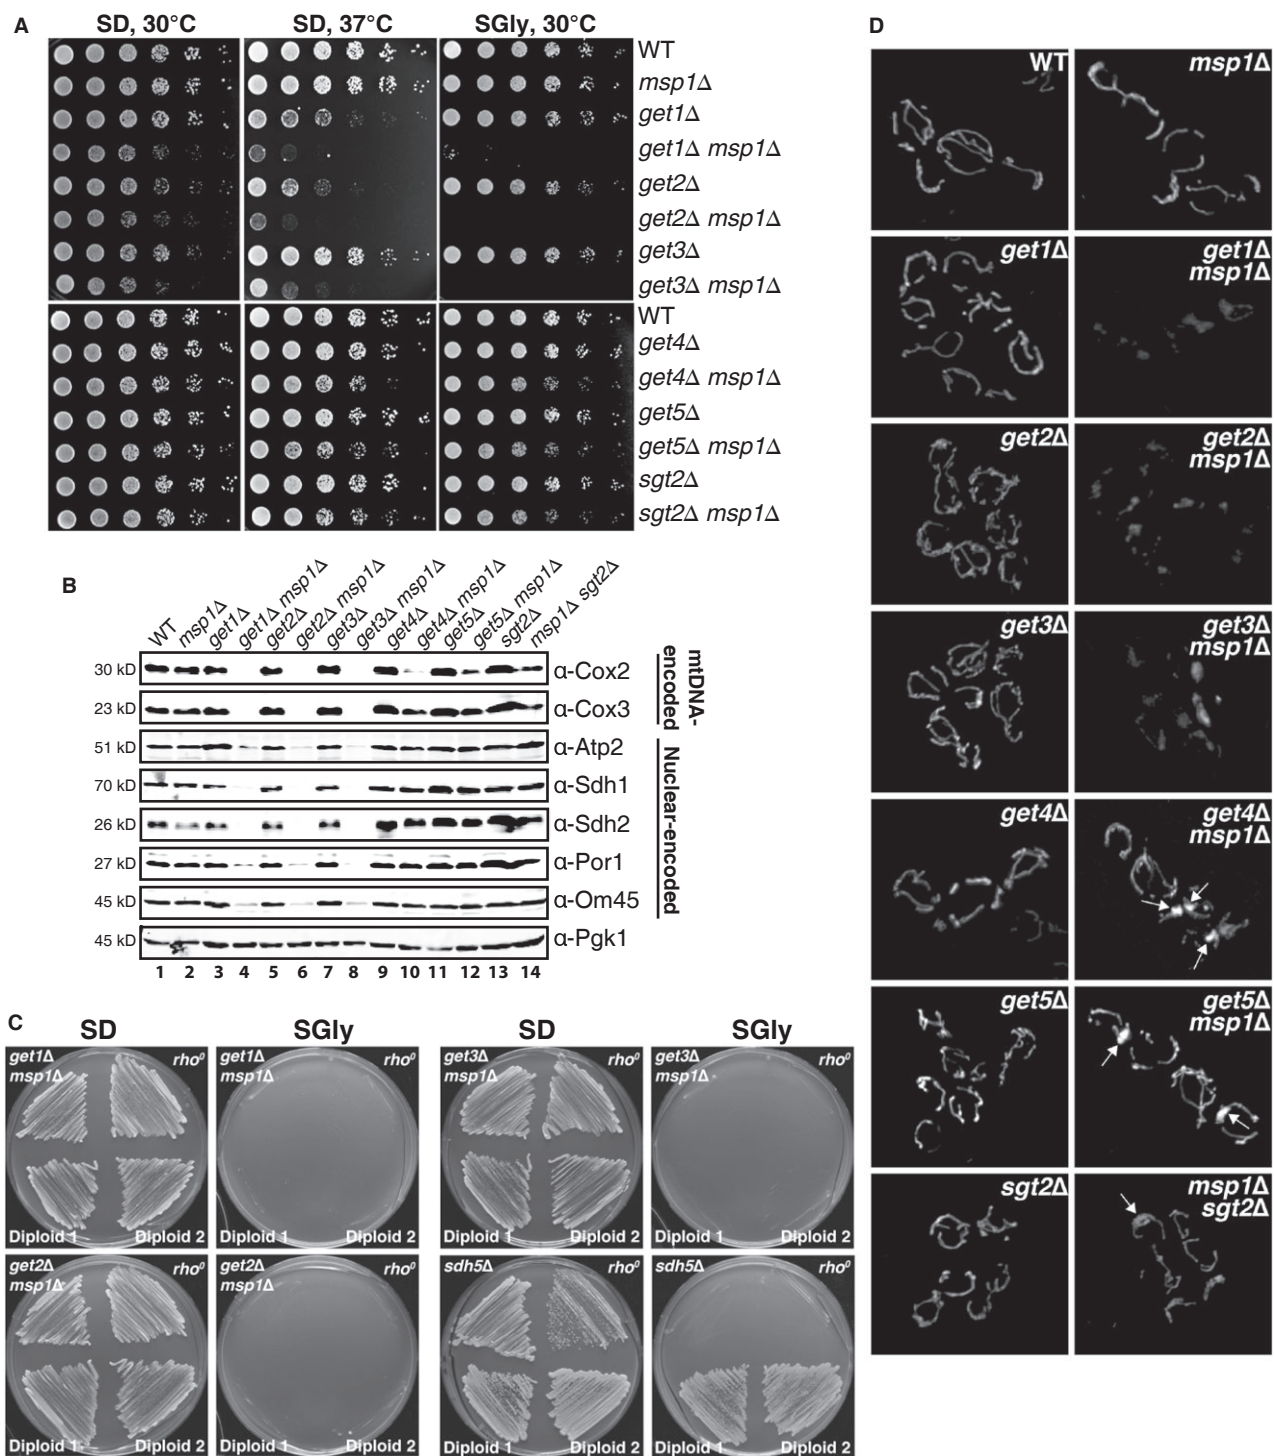 A
SD, 30°C
SD, 37°C
SGly, 30°C
WT
msp1Δ
get1Δ
get1Δ msp1Δ
get2Δ
get2Δ msp1Δ
get3Δ
get3Δ msp1Δ
WT
get4Δ
get4Δ msp1Δ
get5Δ
get5Δ msp1Δ
sgt2Δ
sgt2Δ msp1Δ
B
WT
msp1Δ
get1Δ
get1Δ msp1Δ
get2Δ
get2Δ msp1Δ
get3Δ
get3Δ msp1Δ
get4Δ
get4Δ msp1Δ
get5Δ
get5Δ msp1Δ
sgt2Δ
msp1Δ sgt2Δ
30 kD
α-Cox2
23 kD
α-Cox3
51 kD
α-Atp2
70 kD
α-Sdh1
26 kD
α-Sdh2
27 kD
α-Por1
45 kD
α-Om45
45 kD
α-Pgk1
mtDNA-
encoded
Nuclear-encoded
1 2 3 4 5 6 7 8 9 10 11 12 13 14
C
SD
SGly
SD
SGly
get1Δ
msp1Δ
rho⁰
Diploid 1
Diploid 2
get1Δ
msp1Δ
rho⁰
Diploid 1
Diploid 2
get3Δ
msp1Δ
rho⁰
Diploid 1
Diploid 2
get3Δ
msp1Δ
rho⁰
Diploid 1
Diploid 2
get2Δ
msp1Δ
rho⁰
Diploid 1
Diploid 2
get2Δ
msp1Δ
rho⁰
Diploid 1
Diploid 2
sdh5Δ
rho⁰
Diploid 1
Diploid 2
sdh5Δ
rho⁰
Diploid 1
Diploid 2
D
WT
msp1Δ
get1Δ
get1Δ
msp1Δ
get2Δ
get2Δ
msp1Δ
get3Δ
get3Δ
msp1Δ
get4Δ
get4Δ
msp1Δ
get5Δ
get5Δ
msp1Δ
sgt2Δ
msp1Δ
sgt2Δ